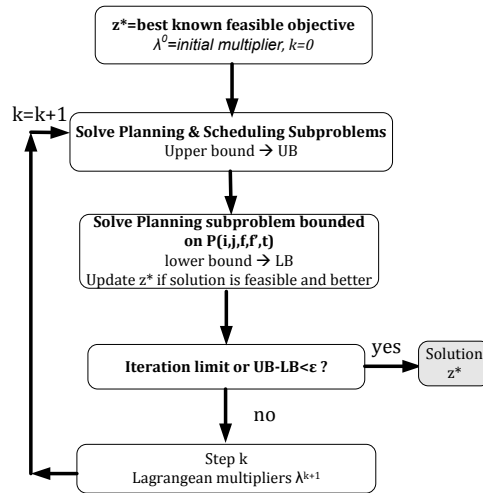 z*=best known feasible objective
λ⁰=initial multiplier, k=0
k=k+1
Solve Planning & Scheduling Subproblems
Upper bound → UB
Solve Planning subproblem bounded
on P(i,j,f,f',t)
lower bound → LB
Update z* if solution is feasible and better
Iteration limit or UB-LB<ε ?
yes
Solution
z*
no
Step k
Lagrangean multipliers λᵏ⁺¹